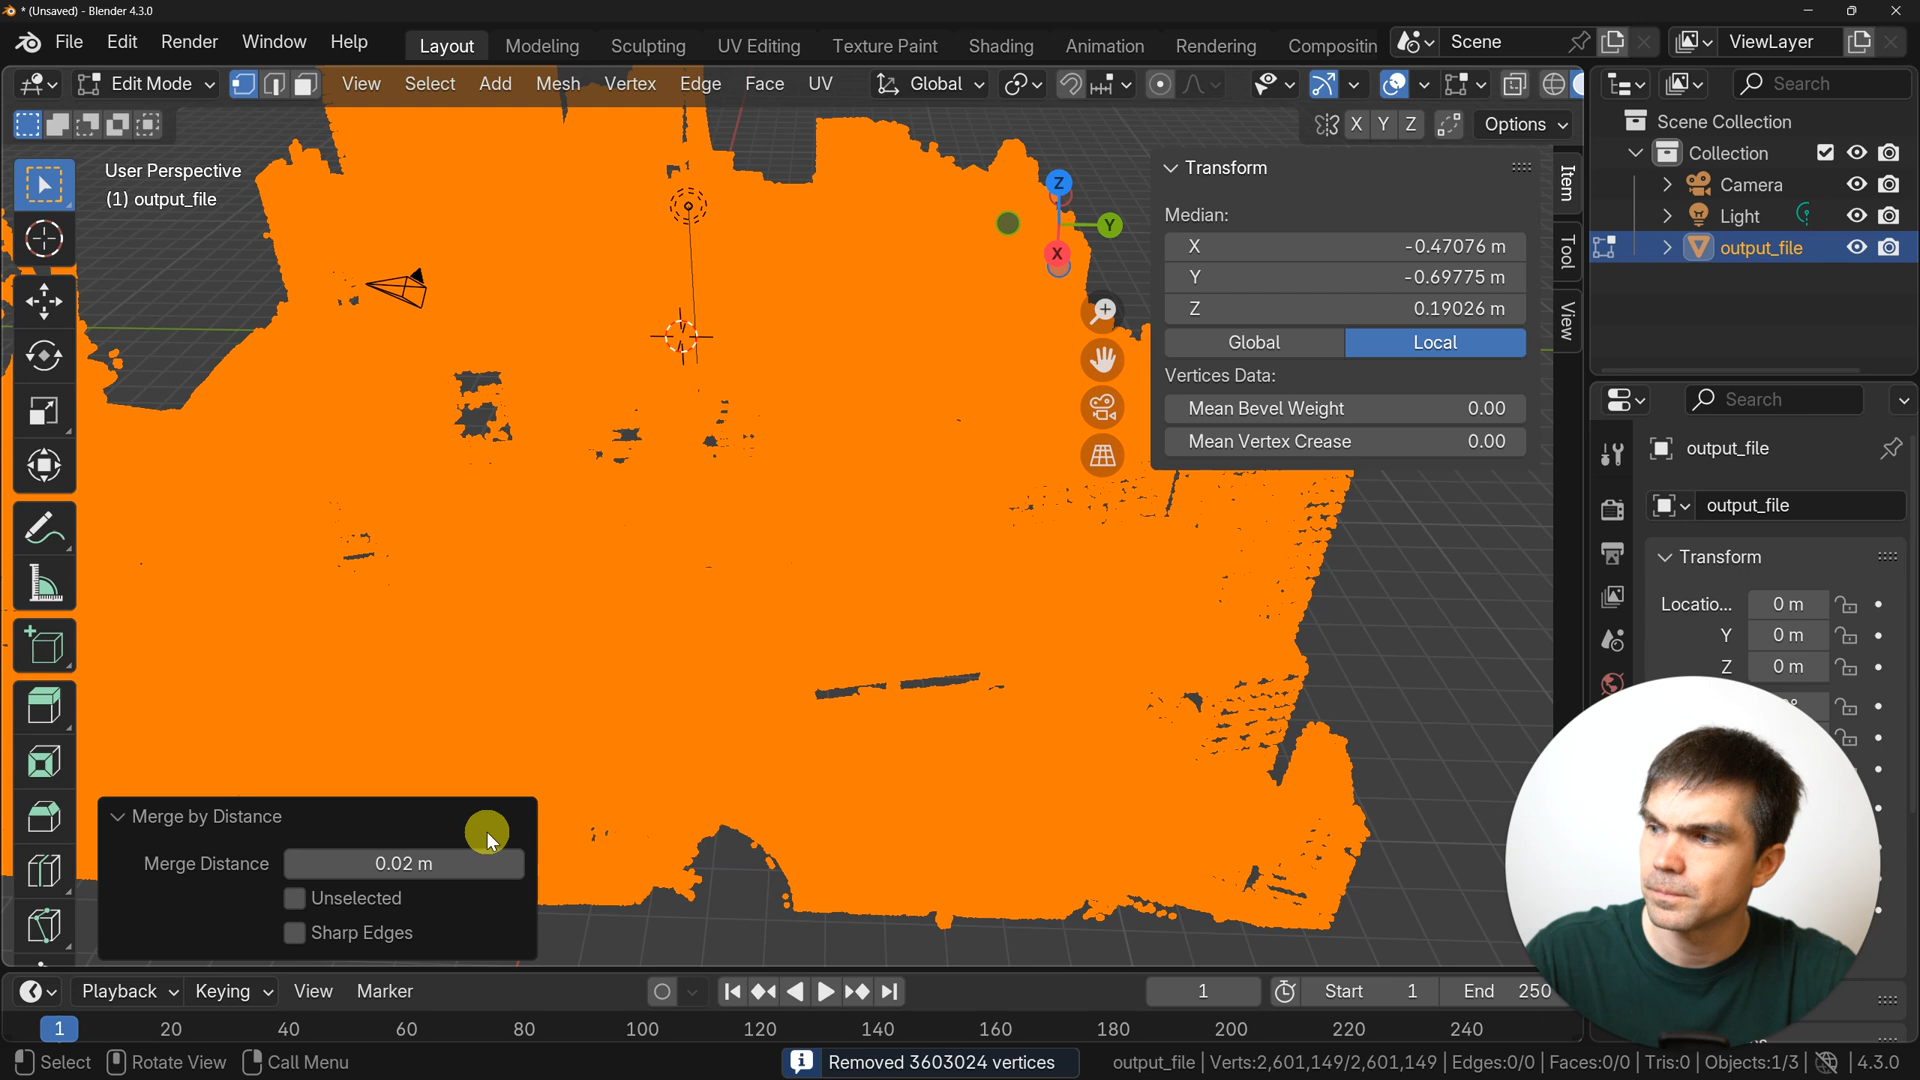 * (Unsaved) - Blender 4.3.0
File Edit Render Window Help
Layout Modeling Sculpting UV Editing Texture Paint Shading Animation Rendering Compositin
Scene
ViewLayer
Edit Mode
View Select Add Mesh Vertex Edge Face UV
Global
Search
X Y Z
Options
User Perspective
(1) output_file
Z
Y
X
Transform
Median:
X -0.47076 m
Y -0.69775 m
Z 0.19026 m
Global Local
Vertices Data:
Mean Bevel Weight 0.00
Mean Vertex Crease 0.00
Item
Tool
View
Scene Collection
Collection
Camera
Light
output_file
Search
output_file
output_file
Transform
Locatio... 0 m
Y 0 m
Z 0 m
Merge by Distance
Merge Distance 0.02 m
Unselected
Sharp Edges
Playback Keying View Marker
1
Start 1
End 250
1 20 40 60 80 100 120 140 160 180 200 220 240
Select Rotate View Call Menu
Removed 3603024 vertices
output_file | Verts:2,601,149/2,601,149 | Edges:0/0 | Faces:0/0 | Tris:0 | Objects:1/3 | 4.3.0